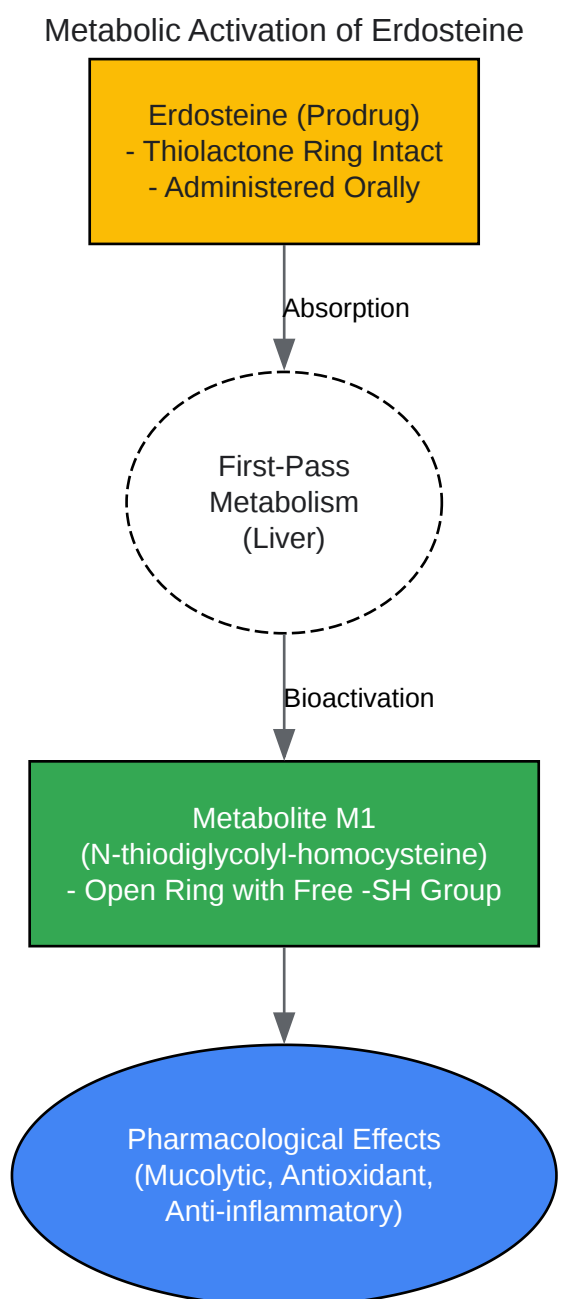 Metabolic Activation of Erdosteine
Erdosteine (Prodrug)
- Thiolactone Ring Intact
- Administered Orally
Absorption
First-Pass
Metabolism
(Liver)
Bioactivation
Metabolite M1
(N-thiodiglycolyl-homocysteine)
- Open Ring with Free -SH Group
Pharmacological Effects
(Mucolytic, Antioxidant,
Anti-inflammatory)